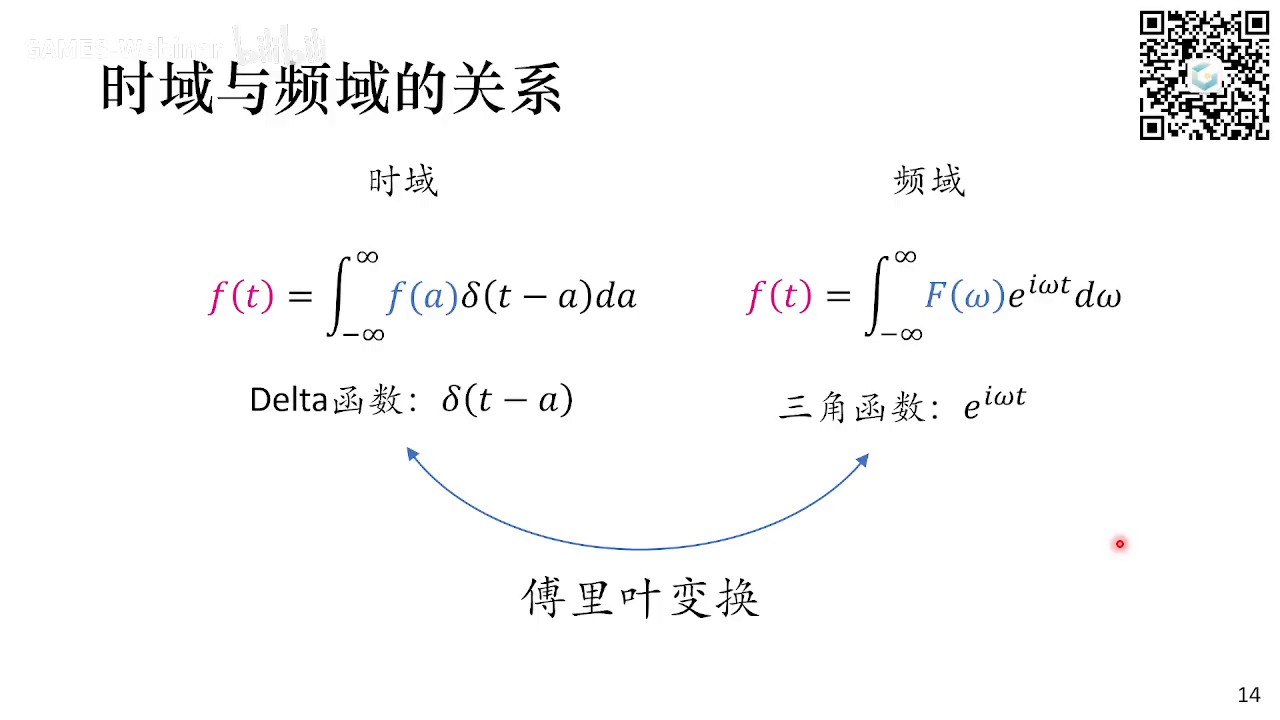 GAMES-Webinar bilibili
时域与频域的关系
时域
频域
f(t) = ∫_{-∞}^{∞} f(a)δ(t − a)da
f(t) = ∫_{-∞}^{∞} F(ω)e^{iωt}dω
Delta函数：δ(t − a)
三角函数：e^{iωt}
傅里叶变换
14